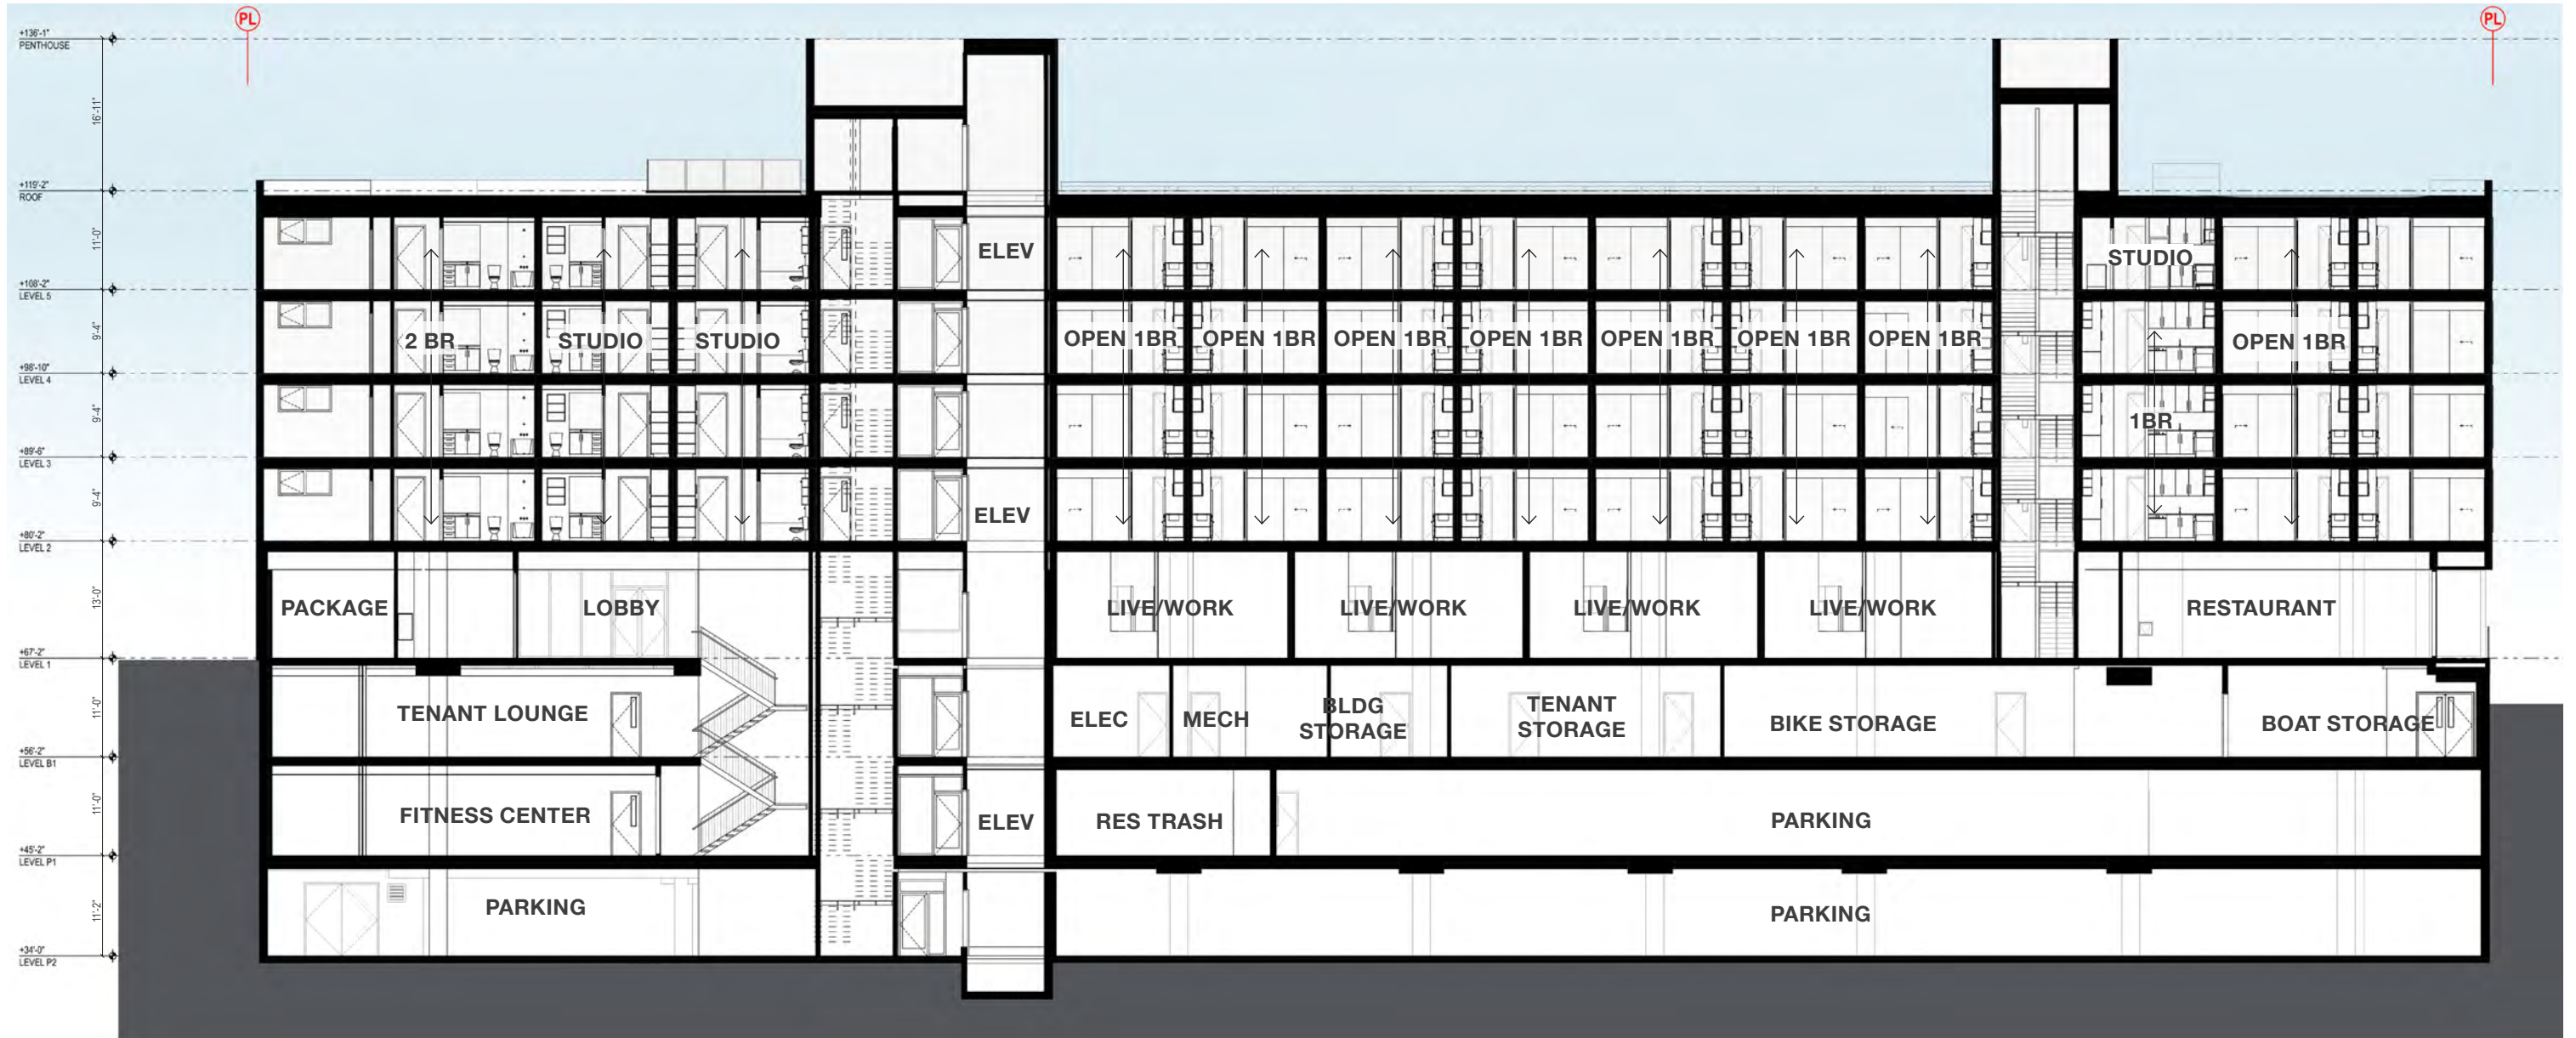 PL
PL
+136'-1"
PENTHOUSE
16'-11"
+119'-2"
ROOF
11'-0"
ELEV
STUDIO
+108'-2"
LEVEL 5
9'-4"
2 BR
STUDIO
STUDIO
OPEN 1BR
OPEN 1BR
OPEN 1BR
OPEN 1BR
OPEN 1BR
OPEN 1BR
OPEN 1BR
OPEN 1BR
+98'-10"
LEVEL 4
9'-4"
1BR
+89'-6"
LEVEL 3
9'-4"
ELEV
+80'-2"
LEVEL 2
13'-0"
PACKAGE
LOBBY
LIVE/WORK
LIVE/WORK
LIVE/WORK
LIVE/WORK
RESTAURANT
+67'-2"
LEVEL 1
11'-0"
TENANT LOUNGE
ELEC
MECH
BLDG
STORAGE
TENANT
STORAGE
BIKE STORAGE
BOAT STORAGE
+56'-2"
LEVEL B1
11'-0"
FITNESS CENTER
ELEV
RES TRASH
PARKING
+45'-2"
LEVEL P1
11'-2"
PARKING
PARKING
+34'-0"
LEVEL P2